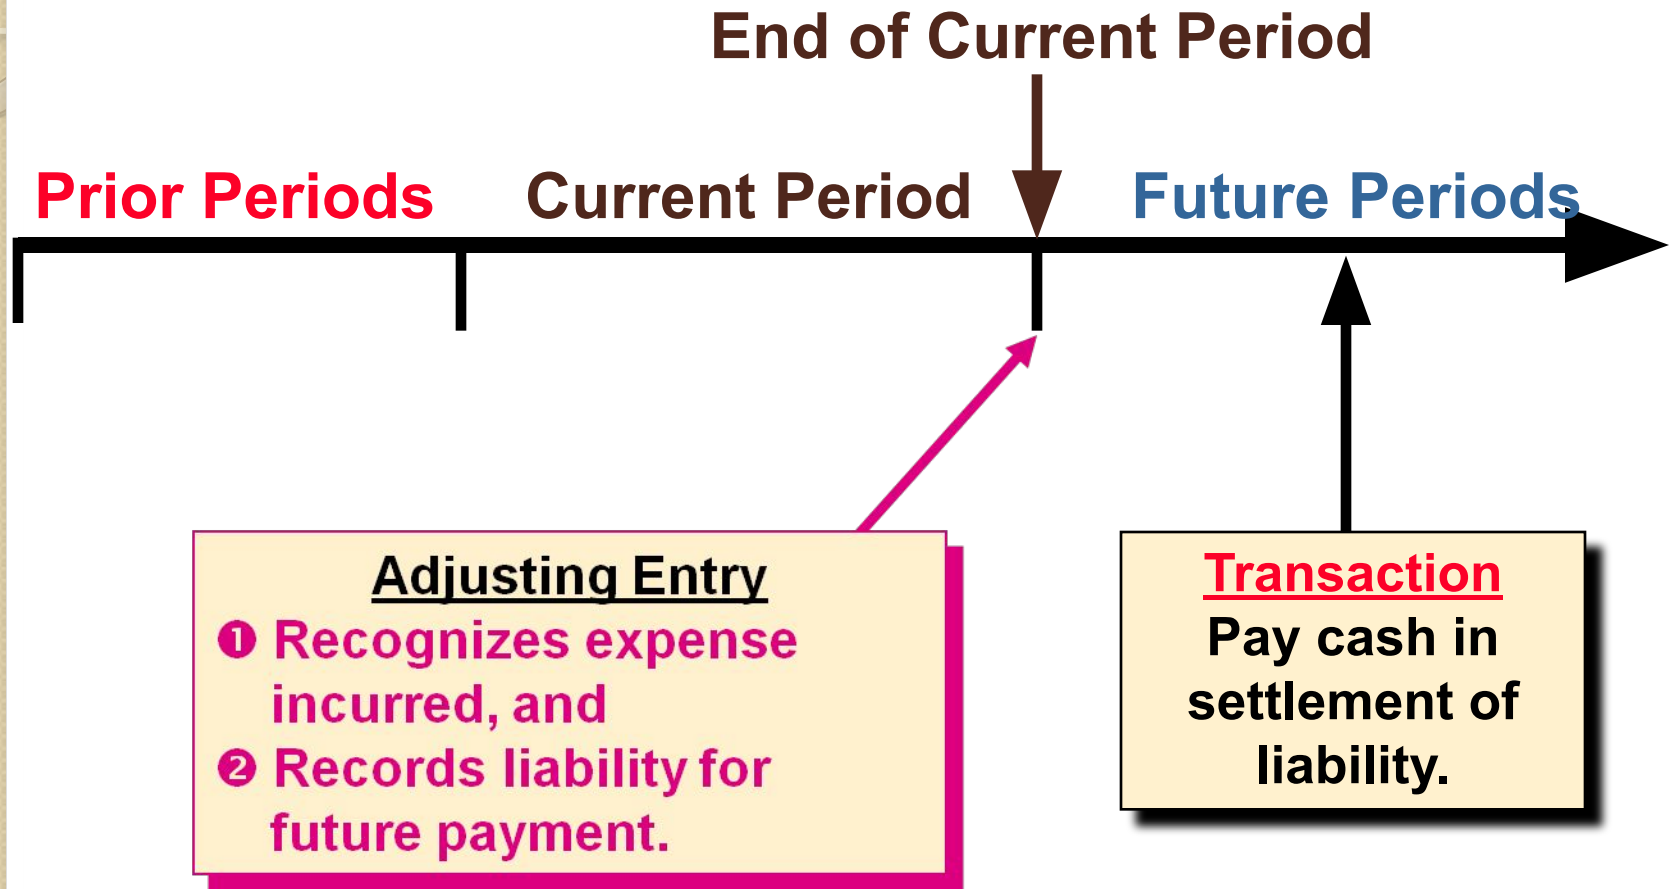 End of Current Period
Prior Periods
Current Period
Future Periods
Adjusting Entry
❶ Recognizes expense
incurred, and
❷ Records liability for
future payment.
Transaction
Pay cash in
settlement of
liability.